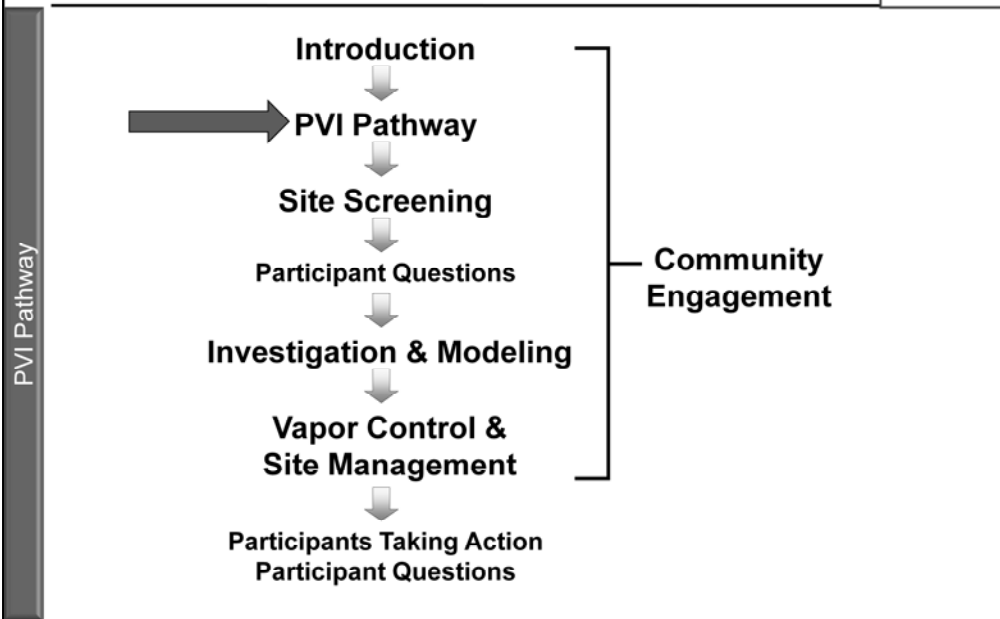 PVI Pathway
Introduction
PVI Pathway
Site Screening
Participant Questions
Investigation & Modeling
Vapor Control &
Site Management
Participants Taking Action
Participant Questions
Community
Engagement